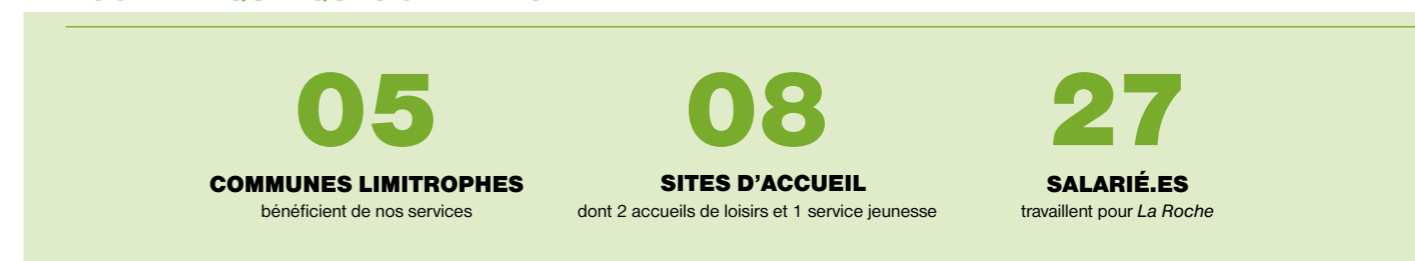 05
COMMUNES LIMITROPHES
bénéficient de nos services
08
SITES D’ACCUEIL
dont 2 accueils de loisirs et 1 service jeunesse
27
SALARIÉ.ES
travaillent pour La Roche